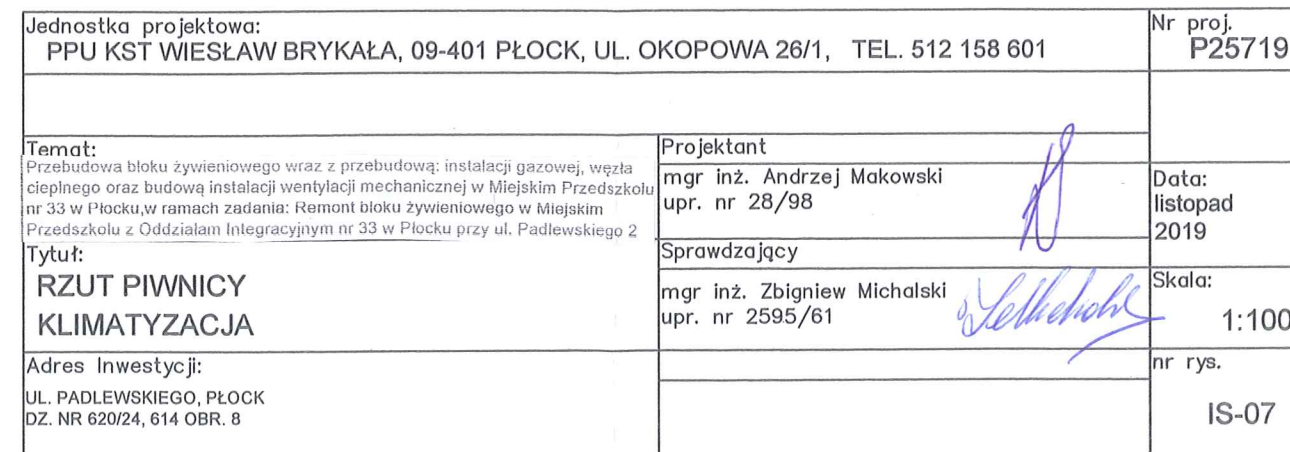 Jednostka projektowa:
PPU KST WIESŁAW BRYKAŁA, 09-401 PŁOCK, UL. OKOPOWA 26/1, TEL. 512 158 601
Nr proj.
P25719
Temat:
Przebudowa bloku żywieniowego wraz z przebudową: instalacji gazowej, węzła
cieplnego oraz budową instalacji wentylacji mechanicznej w Miejskim Przedszkolu
nr 33 w Płocku,w ramach zadania: Remont bloku żywieniowego w Miejskim
Przedszkolu z Oddziałam Integracyjnym nr 33 w Płocku przy ul. Padlewskiego 2
Projektant
mgr inż. Andrzej Makowski
upr. nr 28/98
Data:
listopad
2019
Tytuł:
RZUT PIWNICY
KLIMATYZACJA
Sprawdzający
mgr inż. Zbigniew Michalski
upr. nr 2595/61
Skala:
1:100
Adres Inwestycji:
UL. PADLEWSKIEGO, PŁOCK
DZ. NR 620/24, 614 OBR. 8
nr rys.
IS-07